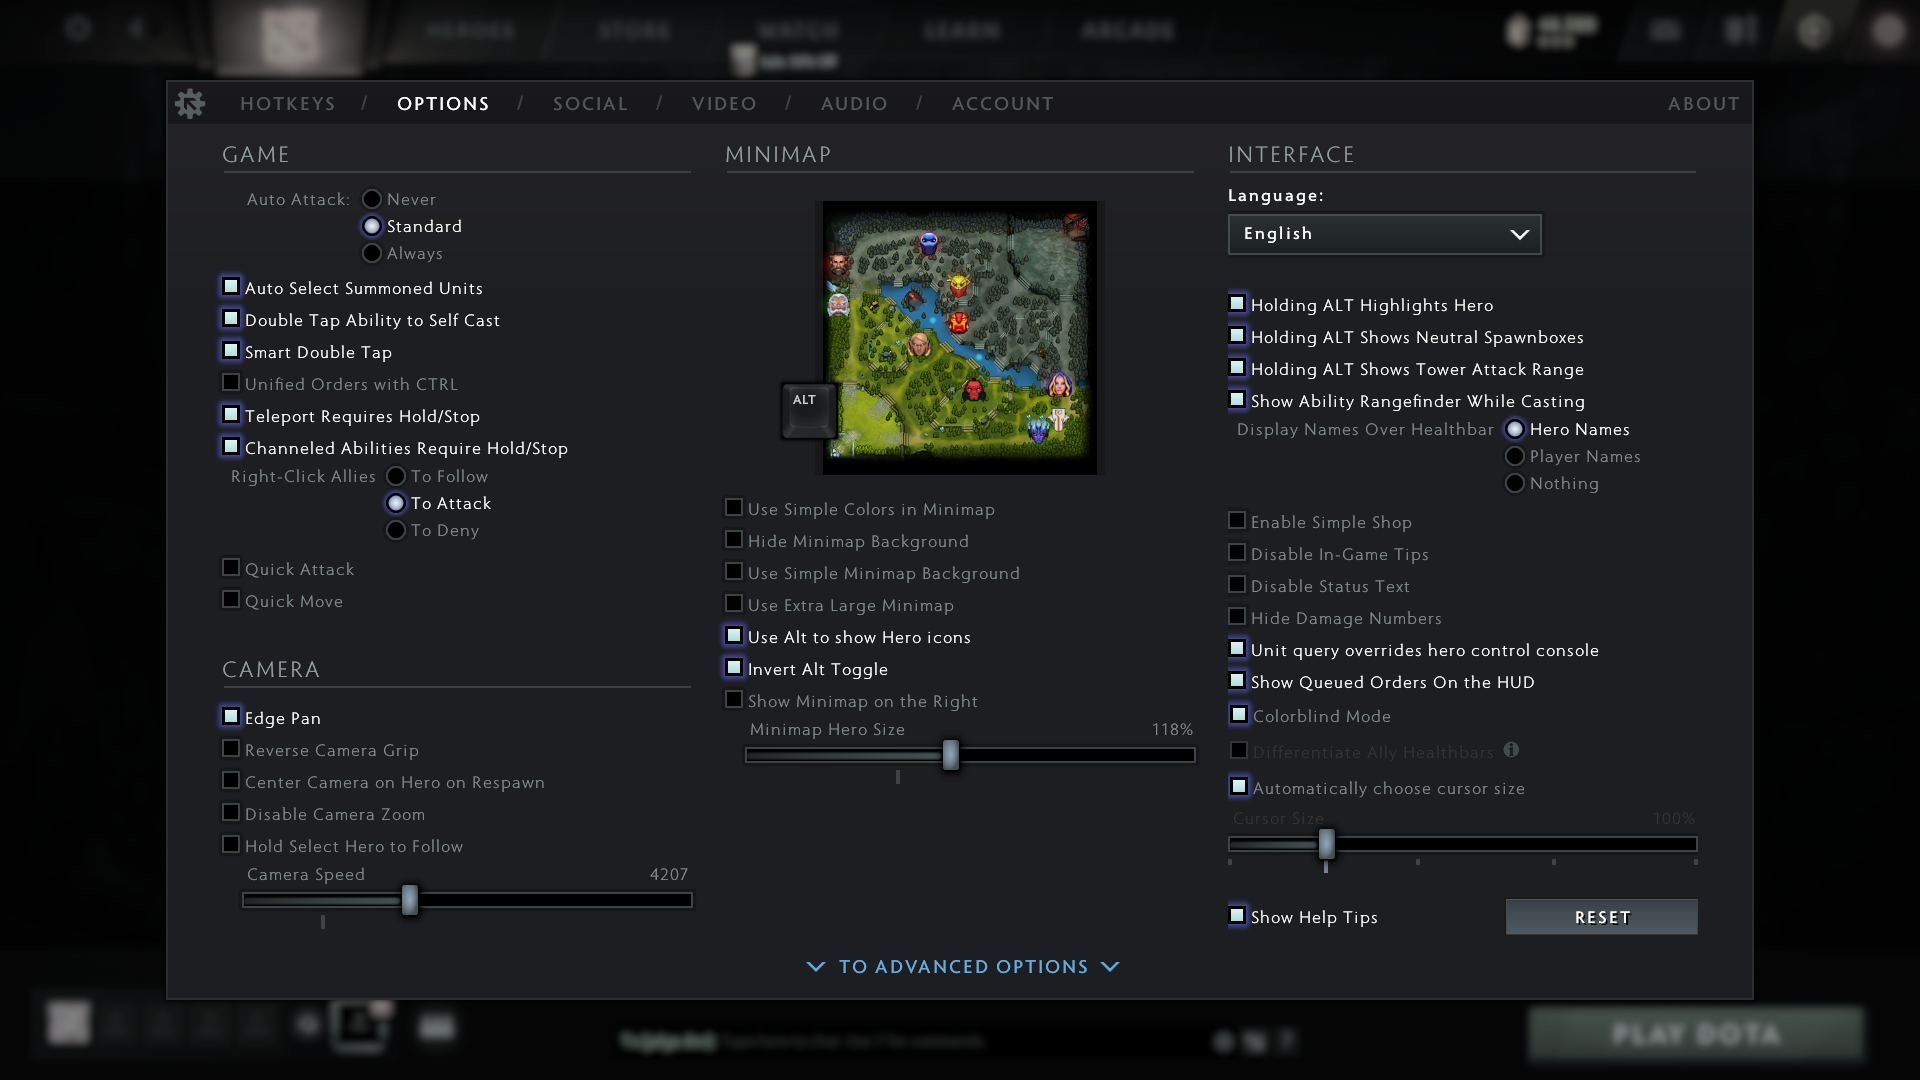 HEROES
STORE
WATCH
LEARN
ARCADE
HOTKEYS / OPTIONS / SOCIAL / VIDEO / AUDIO / ACCOUNT
ABOUT
GAME
Auto Attack:
Never
Standard
Always
Auto Select Summoned Units
Double Tap Ability to Self Cast
Smart Double Tap
Unified Orders with CTRL
Teleport Requires Hold/Stop
Channeled Abilities Require Hold/Stop
Right-Click Allies
To Follow
To Attack
To Deny
Quick Attack
Quick Move
CAMERA
Edge Pan
Reverse Camera Grip
Center Camera on Hero on Respawn
Disable Camera Zoom
Hold Select Hero to Follow
Camera Speed 4207
MINIMAP
ALT
Use Simple Colors in Minimap
Hide Minimap Background
Use Simple Minimap Background
Use Extra Large Minimap
Use Alt to show Hero icons
Invert Alt Toggle
Show Minimap on the Right
Minimap Hero Size 118%
INTERFACE
Language:
English
Holding ALT Highlights Hero
Holding ALT Shows Neutral Spawnboxes
Holding ALT Shows Tower Attack Range
Show Ability Rangefinder While Casting
Display Names Over Healthbar
Hero Names
Player Names
Nothing
Enable Simple Shop
Disable In-Game Tips
Disable Status Text
Hide Damage Numbers
Unit query overrides hero control console
Show Queued Orders On the HUD
Colorblind Mode
Differentiate Ally Healthbars
Automatically choose cursor size
Cursor Size 100%
Show Help Tips
RESET
TO ADVANCED OPTIONS
PLAY DOTA